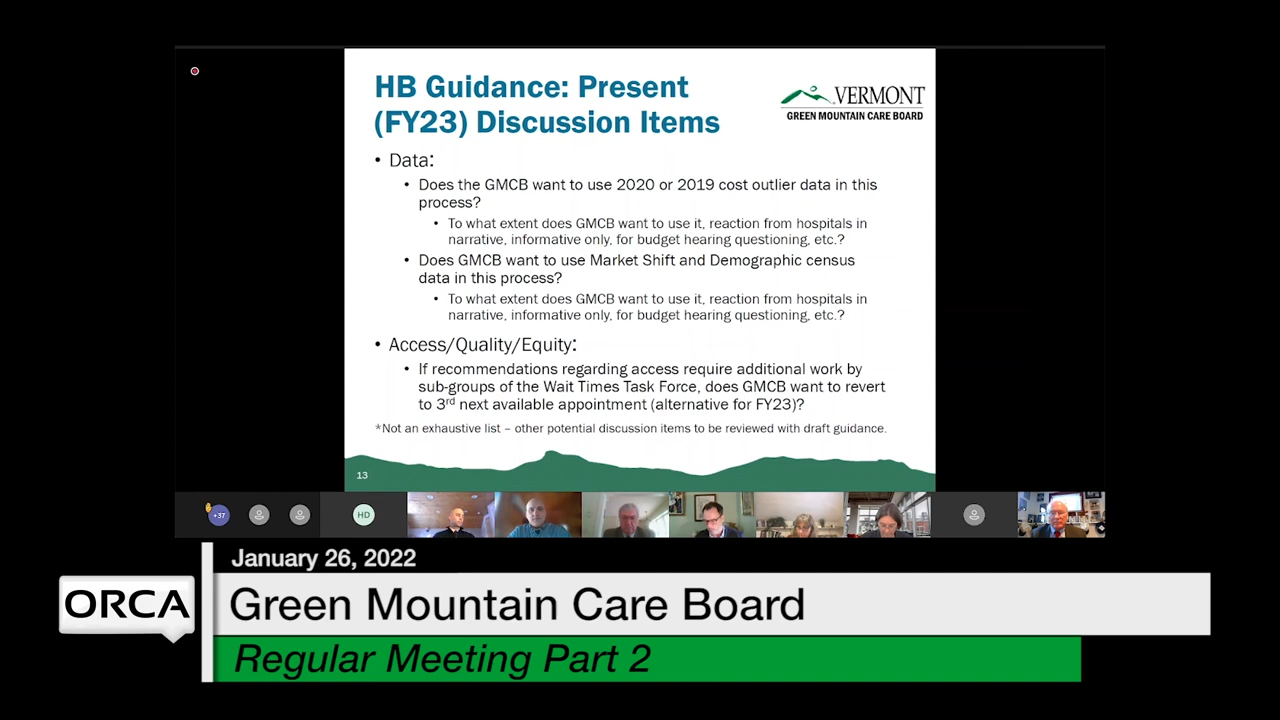 HB Guidance: Present
(FY23) Discussion Items
VERMONT
GREEN MOUNTAIN CARE BOARD
• Data:
• Does the GMCB want to use 2020 or 2019 cost outlier data in this
process?
• To what extent does GMCB want to use it, reaction from hospitals in
narrative, informative only, for budget hearing questioning, etc.?
• Does GMCB want to use Market Shift and Demographic census
data in this process?
• To what extent does GMCB want to use it, reaction from hospitals in
narrative, informative only, for budget hearing questioning, etc.?
• Access/Quality/Equity:
• If recommendations regarding access require additional work by
sub-groups of the Wait Times Task Force, does GMCB want to revert
to 3rd next available appointment (alternative for FY23)?
*Not an exhaustive list – other potential discussion items to be reviewed with draft guidance.
13
+37
HD
January 26, 2022
ORCA
Green Mountain Care Board
Regular Meeting Part 2